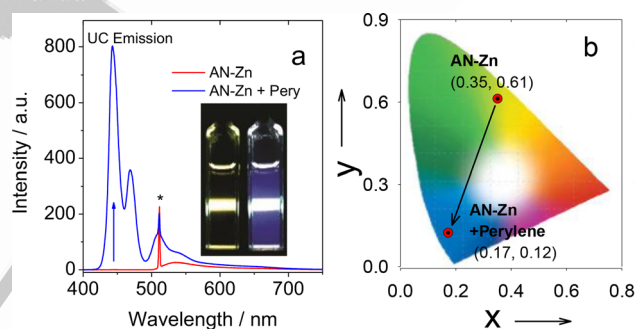 UC Emission
a
AN-Zn
AN-Zn + Pery
*
800
600
400
200
0
400 500 600 700
Intensity / a.u.
Wavelength / nm
b
AN-Zn
(0.35, 0.61)
AN-Zn
+Perylene
(0.17, 0.12)
0.9
0.6
0.3
0.0
0.0 0.2 0.4 0.6 0.8
y
x